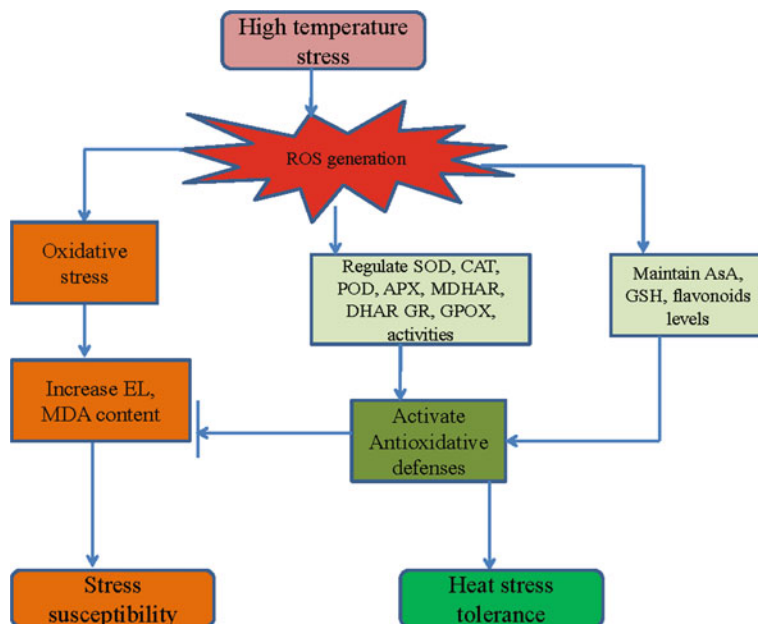 High temperature
stress
ROS generation
Oxidative
stress
Regulate SOD, CAT,
POD, APX, MDHAR,
DHAR GR, GPOX,
activities
Maintain AsA,
GSH, flavonoids
levels
Increase EL,
MDA content
Activate
Antioxidative
defenses
Stress
susceptibility
Heat stress
tolerance